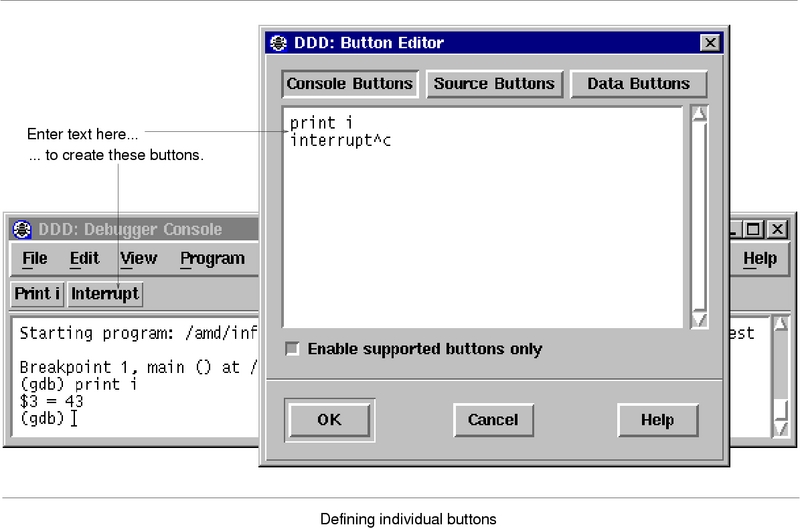 DDD: Button Editor
Console Buttons Source Buttons Data Buttons
print i
interrupt^c
Enter text here...
... to create these buttons.
DDD: Debugger Console
File Edit View Program Help
Print i Interrupt
Starting program: /amd/inf est
Breakpoint 1, main () at /
(gdb) print i
$3 = 43
(gdb)
Enable supported buttons only
OK Cancel Help
Defining individual buttons